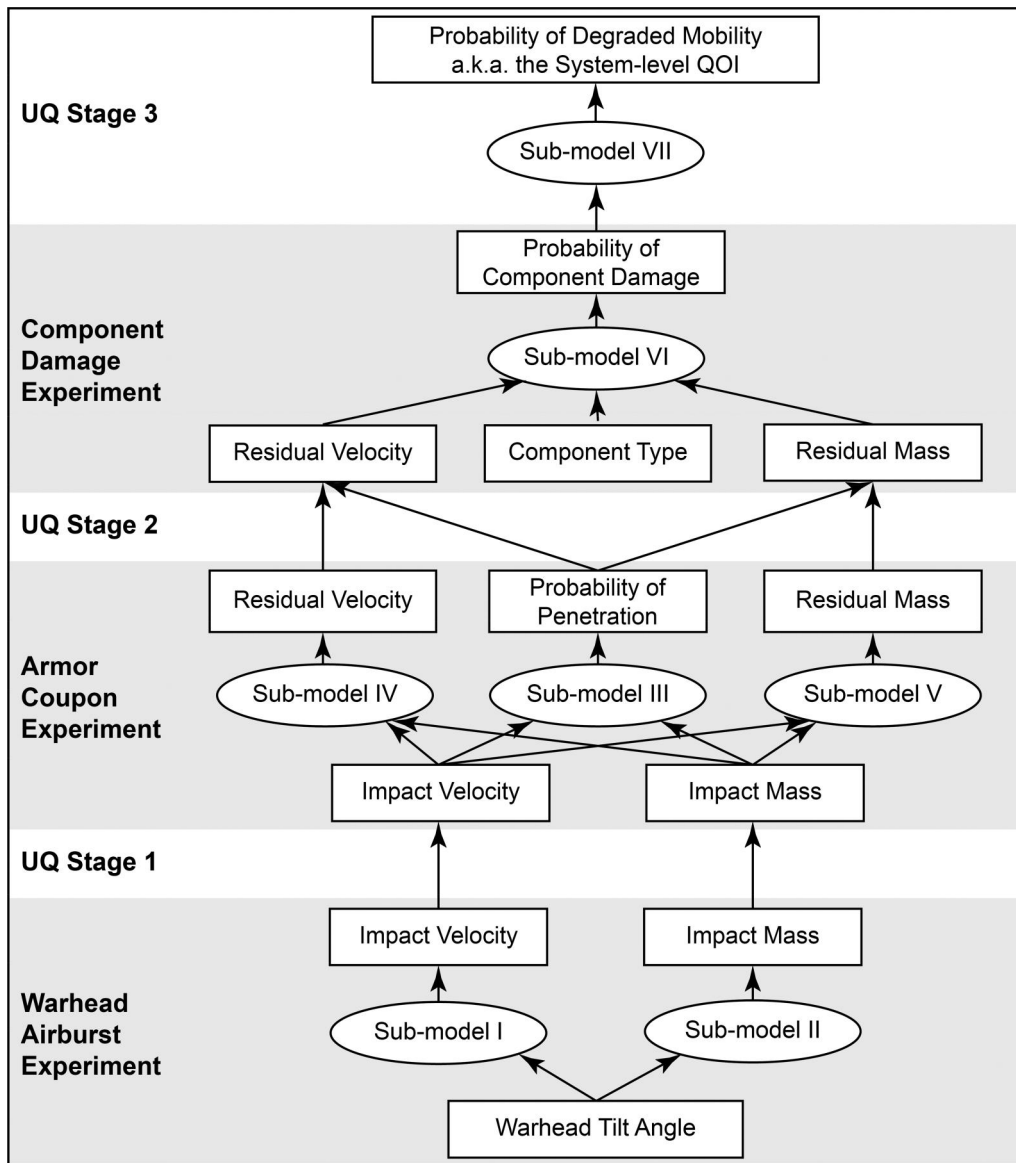 Probability of Degraded Mobility
a.k.a. the System-level QOI
UQ Stage 3
Sub-model VII
Probability of
Component Damage
Component
Damage
Experiment
Sub-model VI
Residual Velocity
Component Type
Residual Mass
UQ Stage 2
Residual Velocity
Probability of
Penetration
Residual Mass
Armor
Coupon
Experiment
Sub-model IV
Sub-model III
Sub-model V
Impact Velocity
Impact Mass
UQ Stage 1
Impact Velocity
Impact Mass
Warhead
Airburst
Experiment
Sub-model I
Sub-model II
Warhead Tilt Angle